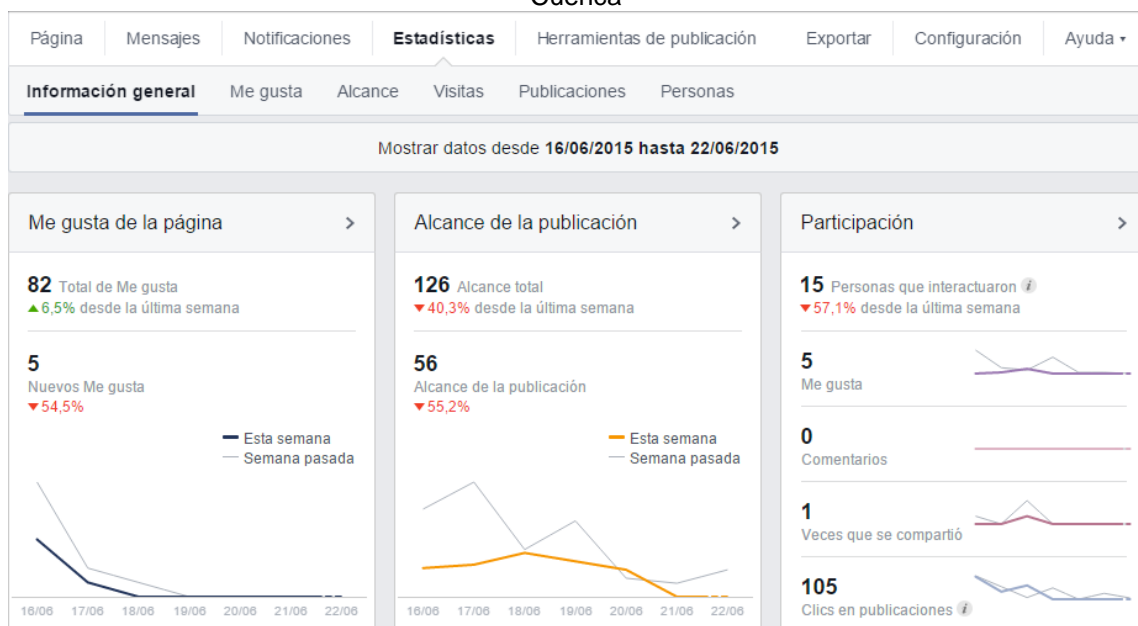 Cuenca
Página Mensajes Notificaciones Estadísticas Herramientas de publicación Exportar Configuración Ayuda
Información general Me gusta Alcance Visitas Publicaciones Personas
Mostrar datos desde 16/06/2015 hasta 22/06/2015
Me gusta de la página
82 Total de Me gusta
6,5% desde la última semana
5
Nuevos Me gusta
54,5%
Esta semana
Semana pasada
16/06 17/06 18/06 19/06 20/06 21/06 22/06
Alcance de la publicación
126 Alcance total
40,3% desde la última semana
56
Alcance de la publicación
55,2%
Esta semana
Semana pasada
16/06 17/06 18/06 19/06 20/06 21/06 22/06
Participación
15 Personas que interactuaron i
57,1% desde la última semana
5
Me gusta
0
Comentarios
1
Veces que se compartió
105
Clics en publicaciones i